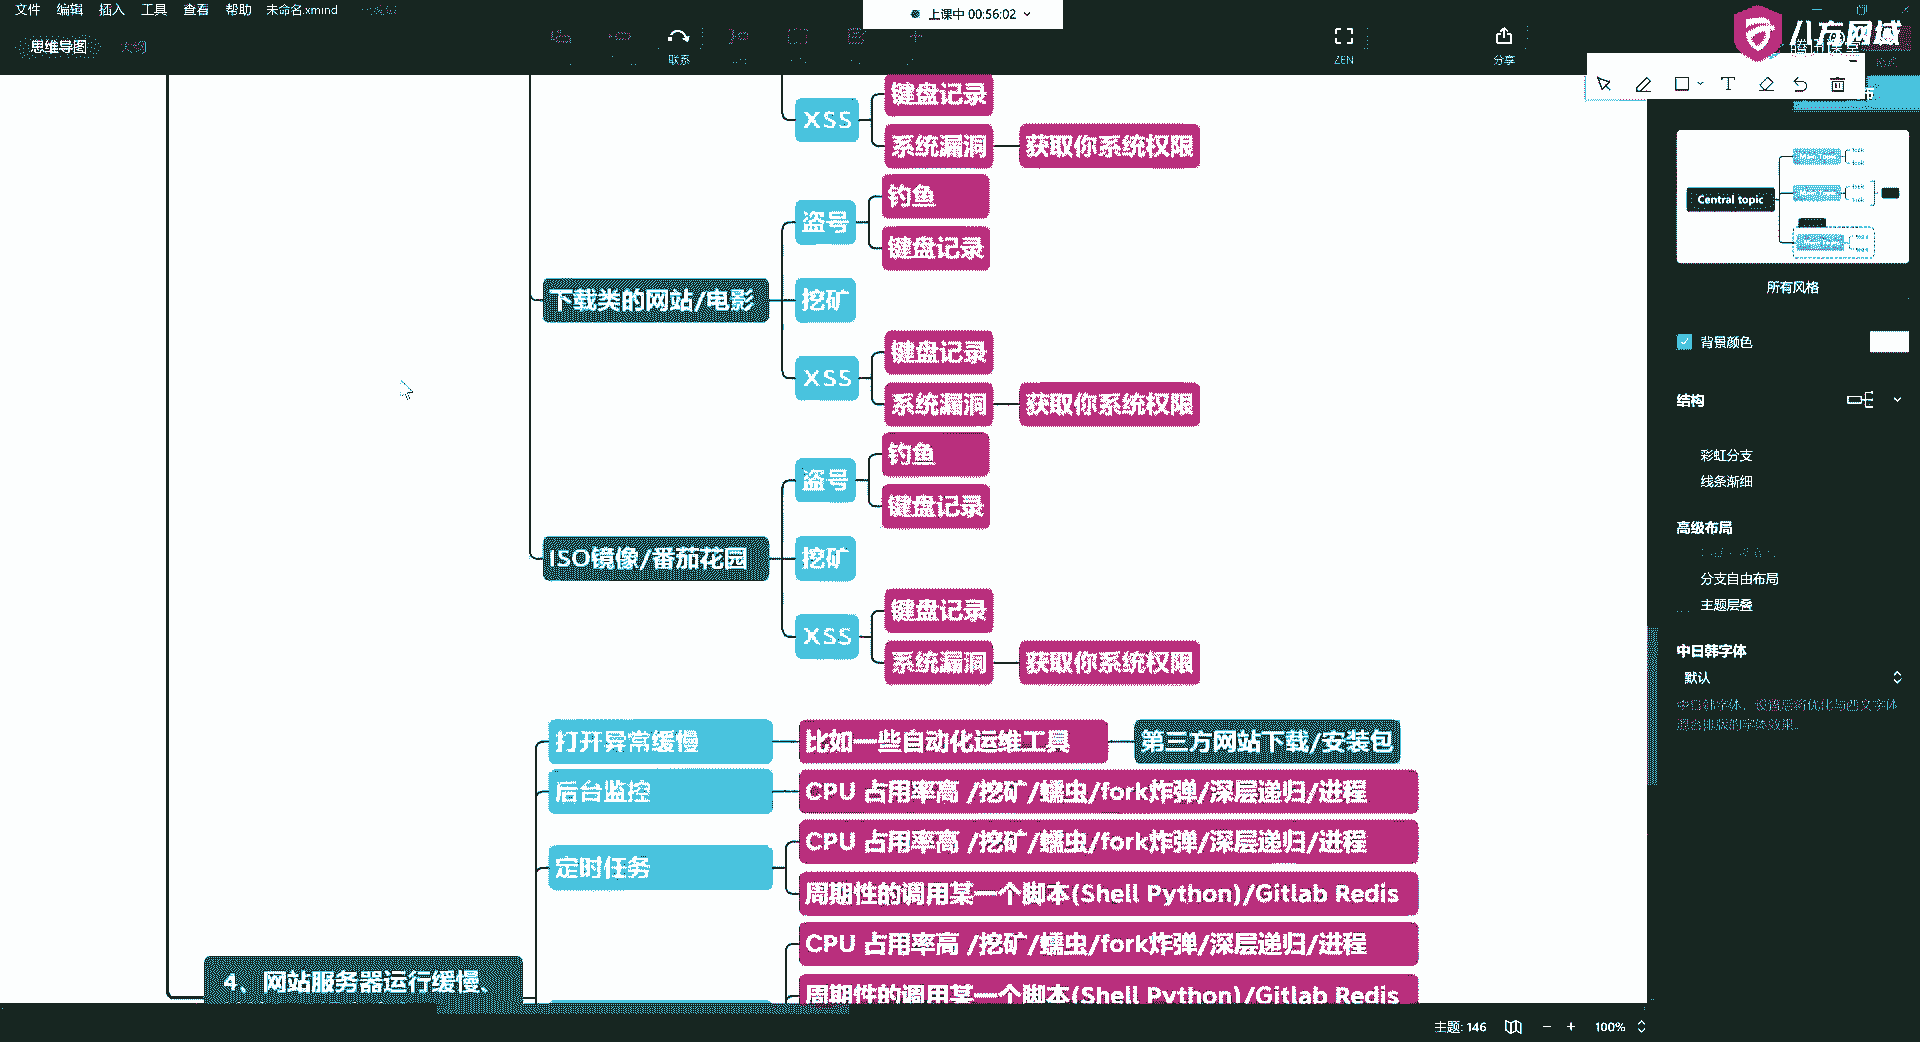 文件 编辑 插入 工具 查看 帮助 未命名.xmind
上课中 00:56:02
八方网域
腾讯课堂
思维导图 大纲
联系
ZEN
分享
XSS
键盘记录
系统漏洞
获取你系统权限
下载类的网站/电影
盗号
钓鱼
键盘记录
挖矿
XSS
键盘记录
系统漏洞
获取你系统权限
ISO镜像/番茄花园
盗号
钓鱼
键盘记录
挖矿
XSS
键盘记录
系统漏洞
获取你系统权限
4、网站服务器运行缓慢、
打开异常缓慢
比如一些自动化运维工具
第三方网站下载/安装包
后台监控
CPU 占用率高 /挖矿/蠕虫/fork炸弹/深层递归/进程
定时任务
CPU 占用率高 /挖矿/蠕虫/fork炸弹/深层递归/进程
周期性的调用某一个脚本(Shell Python)/Gitlab Redis
CPU 占用率高 /挖矿/蠕虫/fork炸弹/深层递归/进程
周期性的调用某一个脚本(Shell Python)/Gitlab Redis
Central topic
所有风格
背景颜色
结构
彩虹分支
线条渐细
高级布局
分支自由布局
主题层叠
中日韩字体
默认
主题: 146
100%